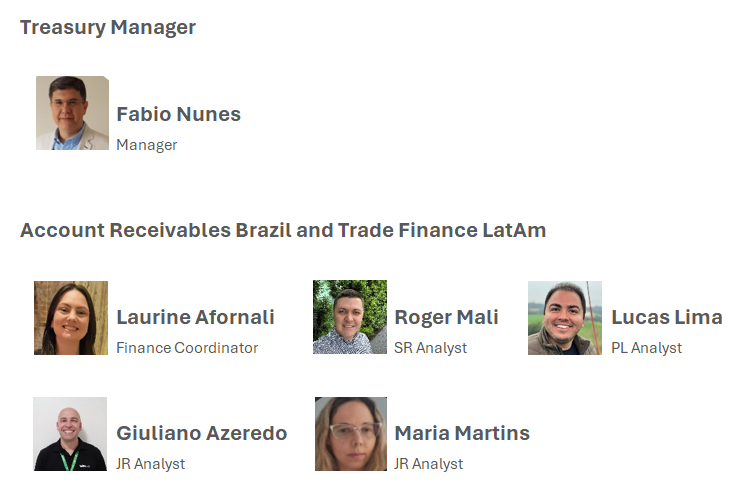 Treasury Manager
Fabio Nunes
Manager
Account Receivables Brazil and Trade Finance LatAm
Laurine Afornali
Finance Coordinator
Roger Mali
SR Analyst
Lucas Lima
PL Analyst
Giuliano Azeredo
JR Analyst
Maria Martins
JR Analyst